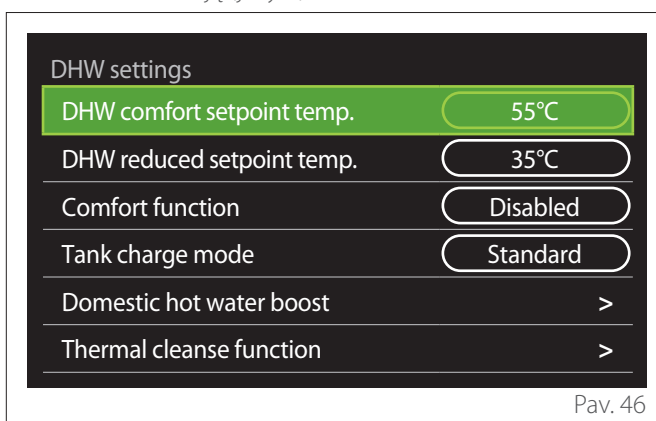 DHW settings
DHW comfort setpoint temp. 55°C
DHW reduced setpoint temp. 35°C
Comfort function Disabled
Tank charge mode Standard
Domestic hot water boost >
Thermal cleanse function >
Pav. 46